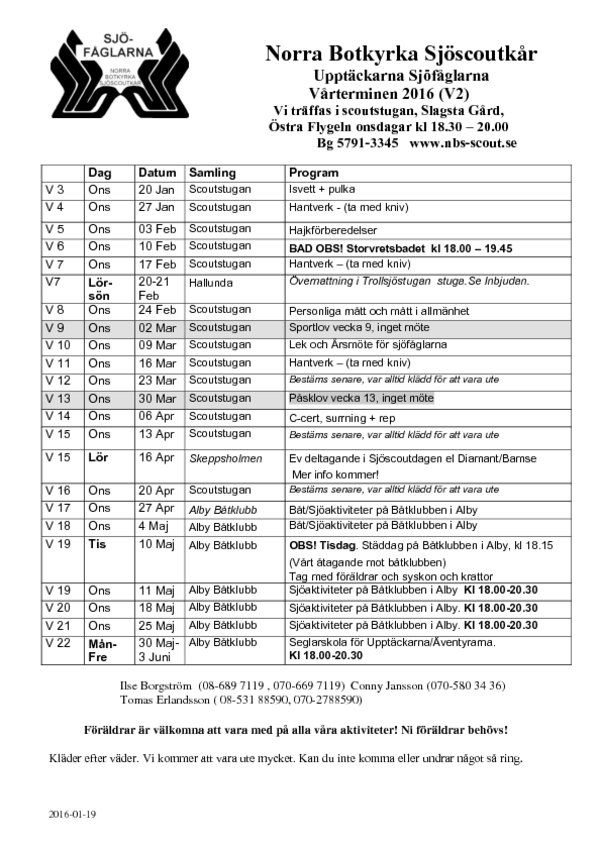 SJÖ-
FÅGLARNA
NORRA
BOTKYRKA
SJÖSCOUTKÅR
Norra Botkyrka Sjöscoutkår
Upptäckarna Sjöfåglarna
Vårterminen 2016 (V2)
Vi träffas i scoutstugan, Slagsta Gård,
Östra Flygeln onsdagar kl 18.30 – 20.00
Bg 5791-3345 www.nbs-scout.se
Dag Datum Samling Program
V 3 Ons 20 Jan Scoutstugan Isvett + pulka
V 4 Ons 27 Jan Scoutstugan Hantverk - (ta med kniv)
V 5 Ons 03 Feb Scoutstugan Hajkförberedelser
V 6 Ons 10 Feb Scoutstugan BAD OBS! Storvretsbadet kl 18.00 – 19.45
V 7 Ons 17 Feb Scoutstugan Hantverk – (ta med kniv)
V7 Lör- 20-21 Hallunda Övernattning i Trollsjöstugan stuga.Se Inbjudan.
sön Feb
V 8 Ons 24 Feb Scoutstugan Personliga mått och mått i allmänhet
V 9 Ons 02 Mar Scoutstugan Sportlov vecka 9, inget möte
V 10 Ons 09 Mar Scoutstugan Lek och Årsmöte för sjöfåglarna
V 11 Ons 16 Mar Scoutstugan Hantverk – (ta med kniv)
V 12 Ons 23 Mar Scoutstugan Bestäms senare, var alltid klädd för att vara ute
V 13 Ons 30 Mar Scoutstugan Påsklov vecka 13, inget möte
V 14 Ons 06 Apr Scoutstugan C-cert, surrning + rep
V 15 Ons 13 Apr Scoutstugan Bestäms senare, var alltid klädd för att vara ute
V 15 Lör 16 Apr Skeppsholmen Ev deltagande i Sjöscoutdagen el Diamant/Bamse
Mer info kommer!
V 16 Ons 20 Apr Scoutstugan Bestäms senare, var alltid klädd för att vara ute
V 17 Ons 27 Apr Alby Båtklubb Båt/Sjöaktiviteter på Båtklubben i Alby
V 18 Ons 4 Maj Alby Båtklubb Båt/Sjöaktiviteter på Båtklubben i Alby
V 19 Tis 10 Maj Alby Båtklubb OBS! Tisdag. Städdag på Båtklubben i Alby, kl 18.15
(Vårt åtagande mot båtklubben)
Tag med föräldrar och syskon och krattor
V 19 Ons 11 Maj Alby Båtklubb Sjöaktiviteter på Båtklubben i Alby Kl 18.00-20.30
V 20 Ons 18 Maj Alby Båtklubb Sjöaktiviteter på Båtklubben i Alby. Kl 18.00-20.30
V 21 Ons 25 Maj Alby Båtklubb Sjöaktiviteter på Båtklubben i Alby. Kl 18.00-20.30
V 22 Mån- 30 Maj- Alby Båtklubb Seglarskola för Upptäckarna/Äventyrarna.
Fre 3 Juni Kl 18.00-20.30
Ilse Borgström (08-689 7119 , 070-669 7119) Conny Jansson (070-580 34 36)
Tomas Erlandsson ( 08-531 88590, 070-2788590)
Föräldrar är välkomna att vara med på alla våra aktiviteter! Ni föräldrar behövs!
Kläder efter väder. Vi kommer att vara ute mycket. Kan du inte komma eller undrar något så ring.
2016-01-19